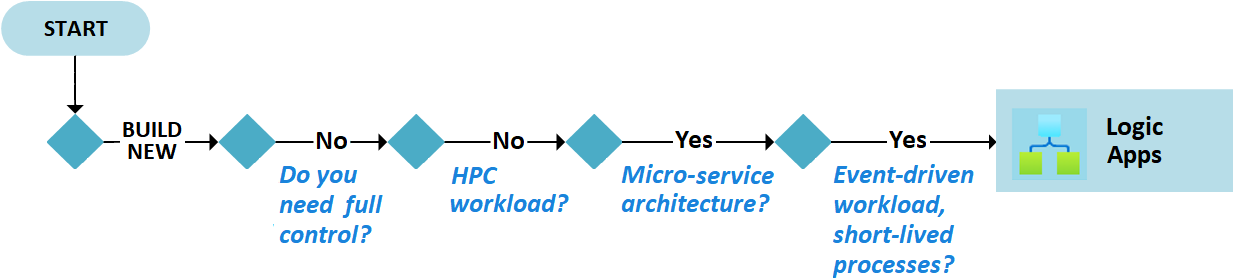 START
BUILD
NEW
No
Do you
need full
control?
No
HPC
workload?
Yes
Micro-service
architecture?
Yes
Event-driven
workload,
short-lived
processes?
Logic
Apps